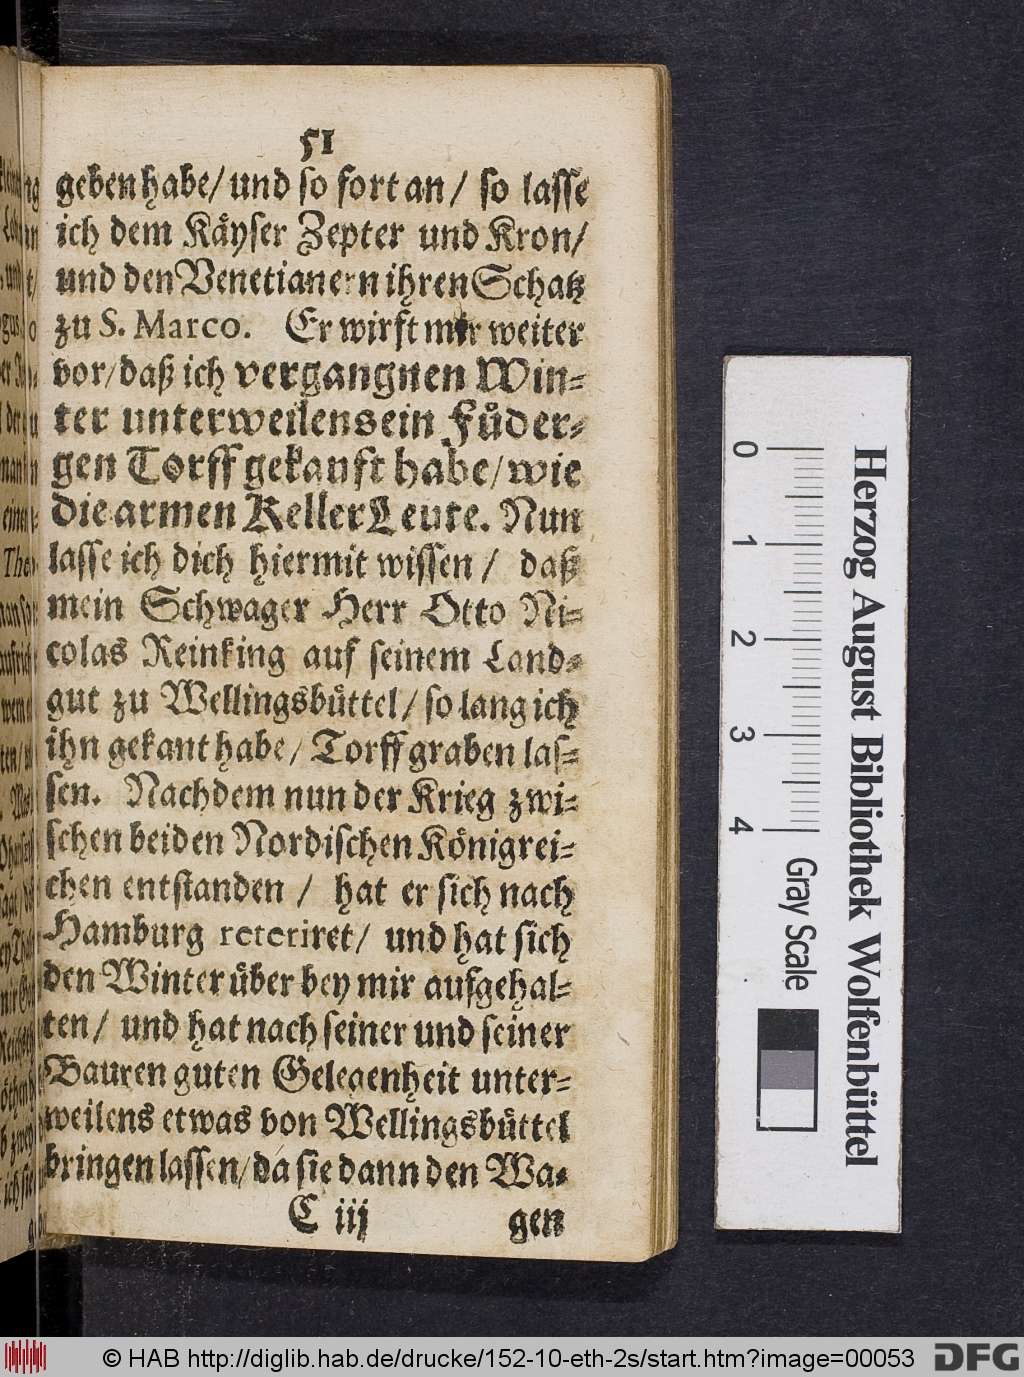 51
geben habe/ und so fort an/ so lasse
ich dem Käyser Zepter und Kron/
und den Venetianern ihren Schatz
zu S. Marco. Er wirft mir weiter
vor/ daß ich vergangnen Win-
ter unterweilens ein Fůder-
gen Torff gekauft habe/ wie
die armen Keller Leute. Nun
lasse ich dich hiermit wissen/ daß
mein Schwager Herr Otto Ni-
colas Reinking auf seinem Land-
gut zu Wellingsbůttel/ so lang ich
ihn gekant habe/ Torff graben las-
sen. Nachdem nun der Krieg zwi-
schen beiden Nordischen Königrei-
chen entstanden/ hat er sich nach
Hamburg reteriret/ und hat sich
den Winter über bey mir aufgehal-
ten/ und hat nach seiner und seiner
Bauren guten Gelegenheit unter-
weilens etwas von Wellingsbůttel
bringen lassen/ da sie dann den Wa-
C iij gen
Herzog August Bibliothek Wolfenbüttel
0 1 2 3 4 Gray Scale
© HAB http://diglib.hab.de/drucke/152-10-eth-2s/start.htm?image=00053 DFG